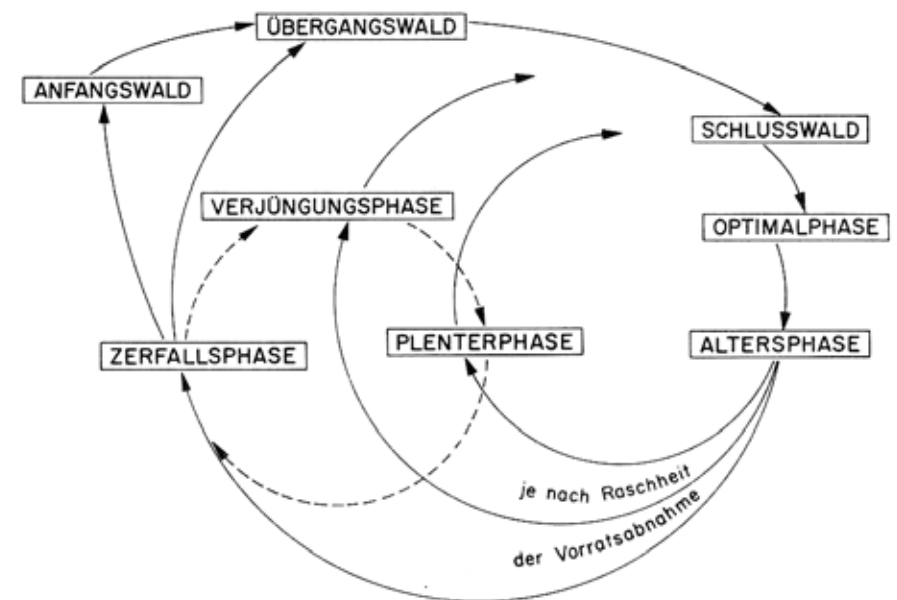 ÜBERGANGSWALD
ANFANGSWALD
SCHLUSSWALD
VERJÜNGUNGSPHASE
OPTIMALPHASE
PLENTERPHASE
ALTERSPHASE
ZERFALLSPHASE
je nach Raschheit
der Vorratsabnahme